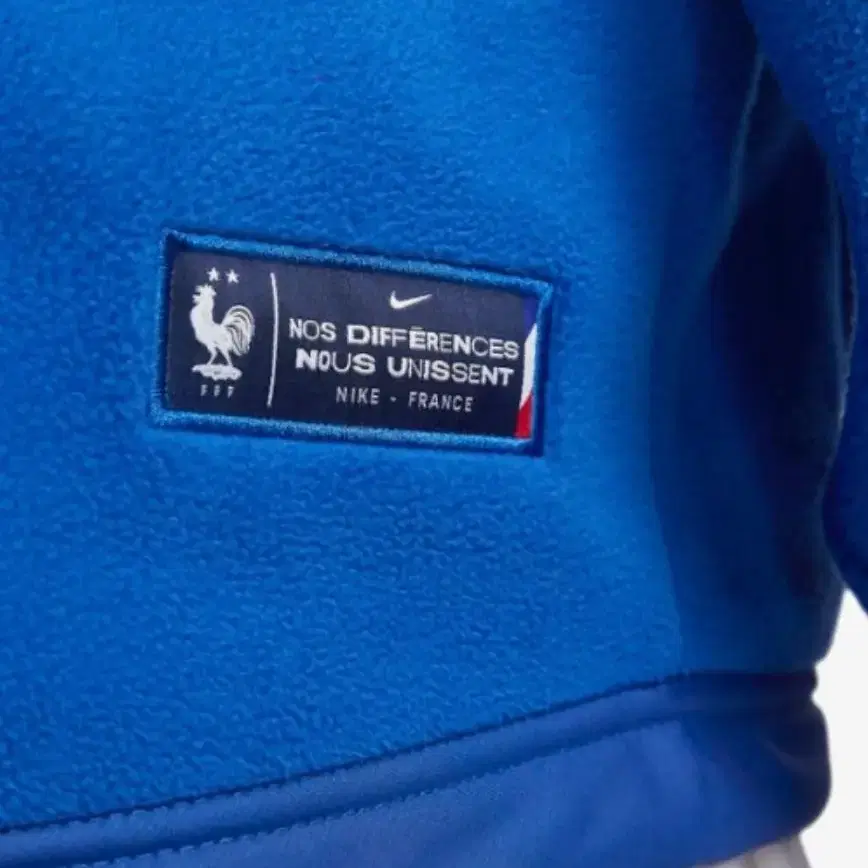 FFF
NOS DIFFÉRENCES
NOUS UNISSENT
NIKE - FRANCE